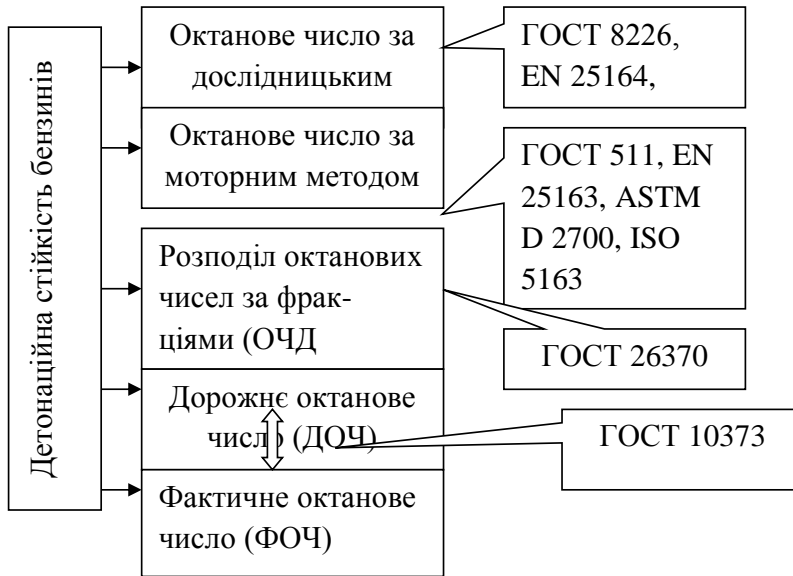 Детонаційна стійкість бензинів
Октанове число за
дослідницьким
ГОСТ 8226,
EN 25164,
Октанове число за
моторним методом
ГОСТ 511, EN
25163, ASTM
D 2700, ISO
5163
Розподіл октанових
чисел за фрак-
ціями (ОЧД
ГОСТ 26370
Дорожнє октанове
число (ДОЧ)
ГОСТ 10373
Фактичне октанове
число (ФОЧ)